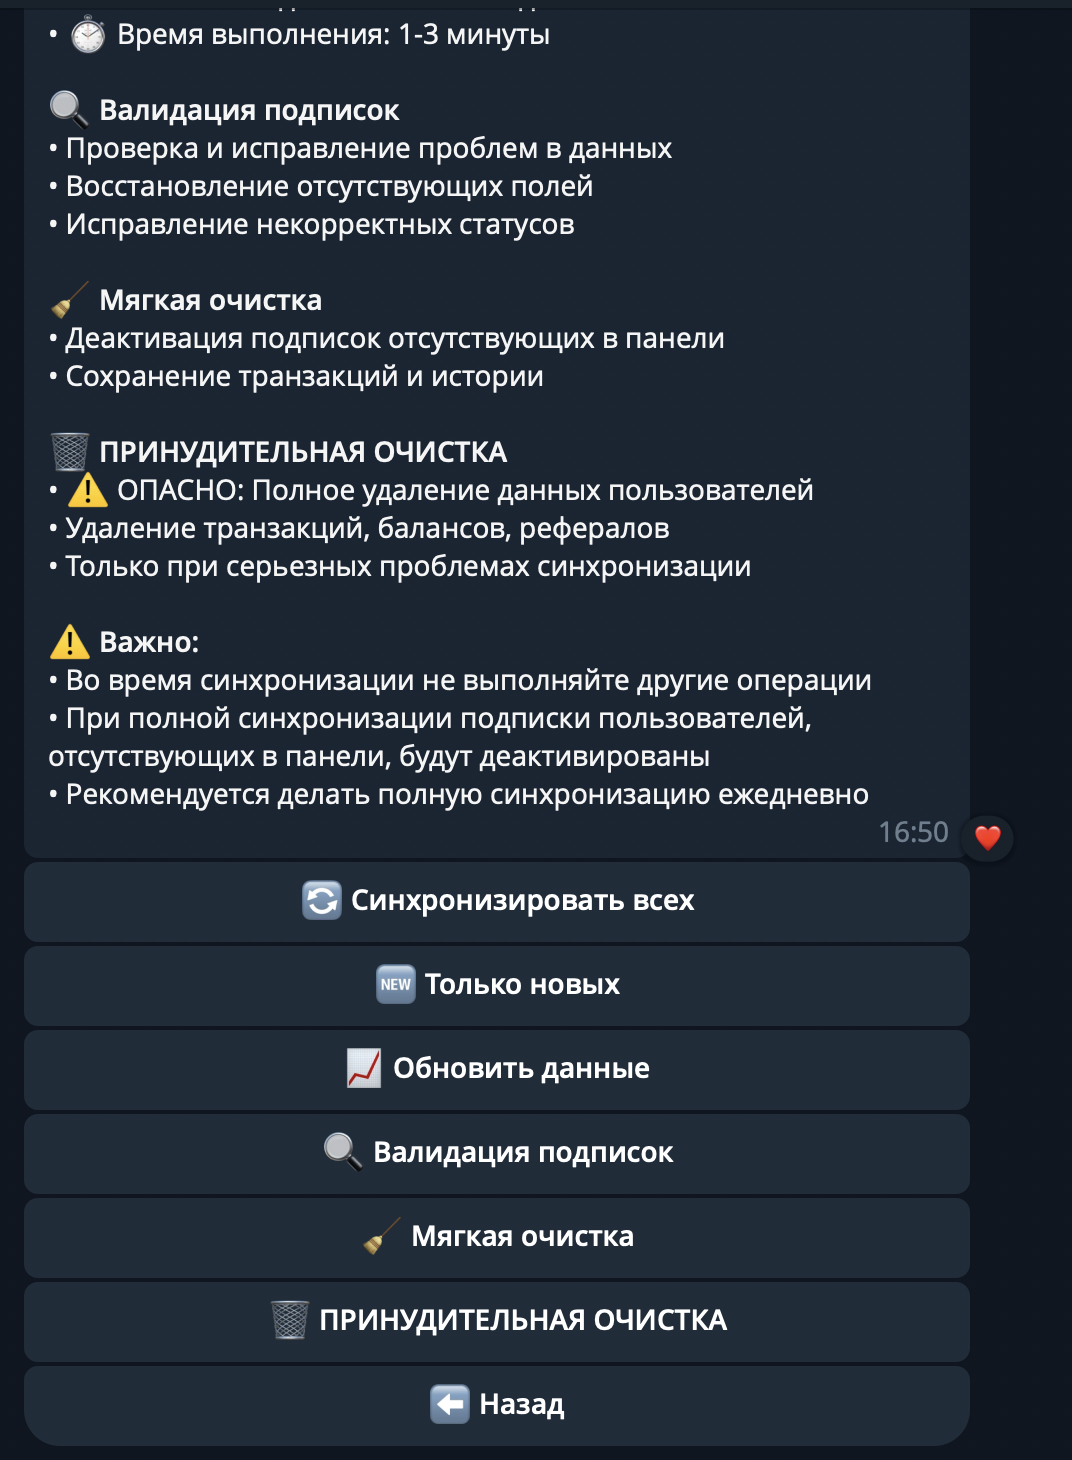 • ⏱ Время выполнения: 1-3 минуты
🔍 Валидация подписок
• Проверка и исправление проблем в данных
• Восстановление отсутствующих полей
• Исправление некорректных статусов
🧹 Мягкая очистка
• Деактивация подписок отсутствующих в панели
• Сохранение транзакций и истории
🗑 ПРИНУДИТЕЛЬНАЯ ОЧИСТКА
• ⚠️ ОПАСНО: Полное удаление данных пользователей
• Удаление транзакций, балансов, рефералов
• Только при серьезных проблемах синхронизации
⚠️ Важно:
• Во время синхронизации не выполняйте другие операции
• При полной синхронизации подписки пользователей,
отсутствующих в панели, будут деактивированы
• Рекомендуется делать полную синхронизацию ежедневно
16:50 ❤️
🔄 Синхронизировать всех
🆕 Только новых
📈 Обновить данные
🔍 Валидация подписок
🧹 Мягкая очистка
🗑 ПРИНУДИТЕЛЬНАЯ ОЧИСТКА
⬅️ Назад